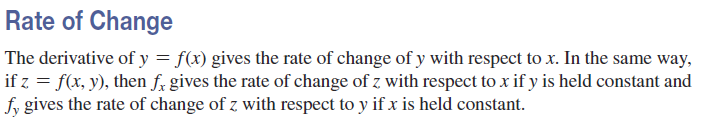 Rate of Change
The derivative of y = f(x) gives the rate of change of y with respect to x. In the same way,
if z = f(x, y), then fₓ gives the rate of change of z with respect to x if y is held constant and
f_y gives the rate of change of z with respect to y if x is held constant.